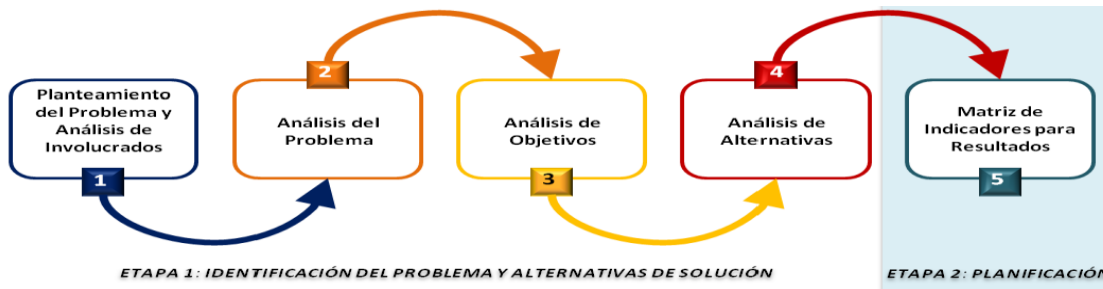 Planteamiento
del Problema y
Análisis de
Involucrados
1
2
Análisis del
Problema
Análisis de
Objetivos
3
4
Análisis de
Alternativas
Matriz de
Indicadores para
Resultados
5
ETAPA 1: IDENTIFICACIÓN DEL PROBLEMA Y ALTERNATIVAS DE SOLUCIÓN
ETAPA 2: PLANIFICACIÓN